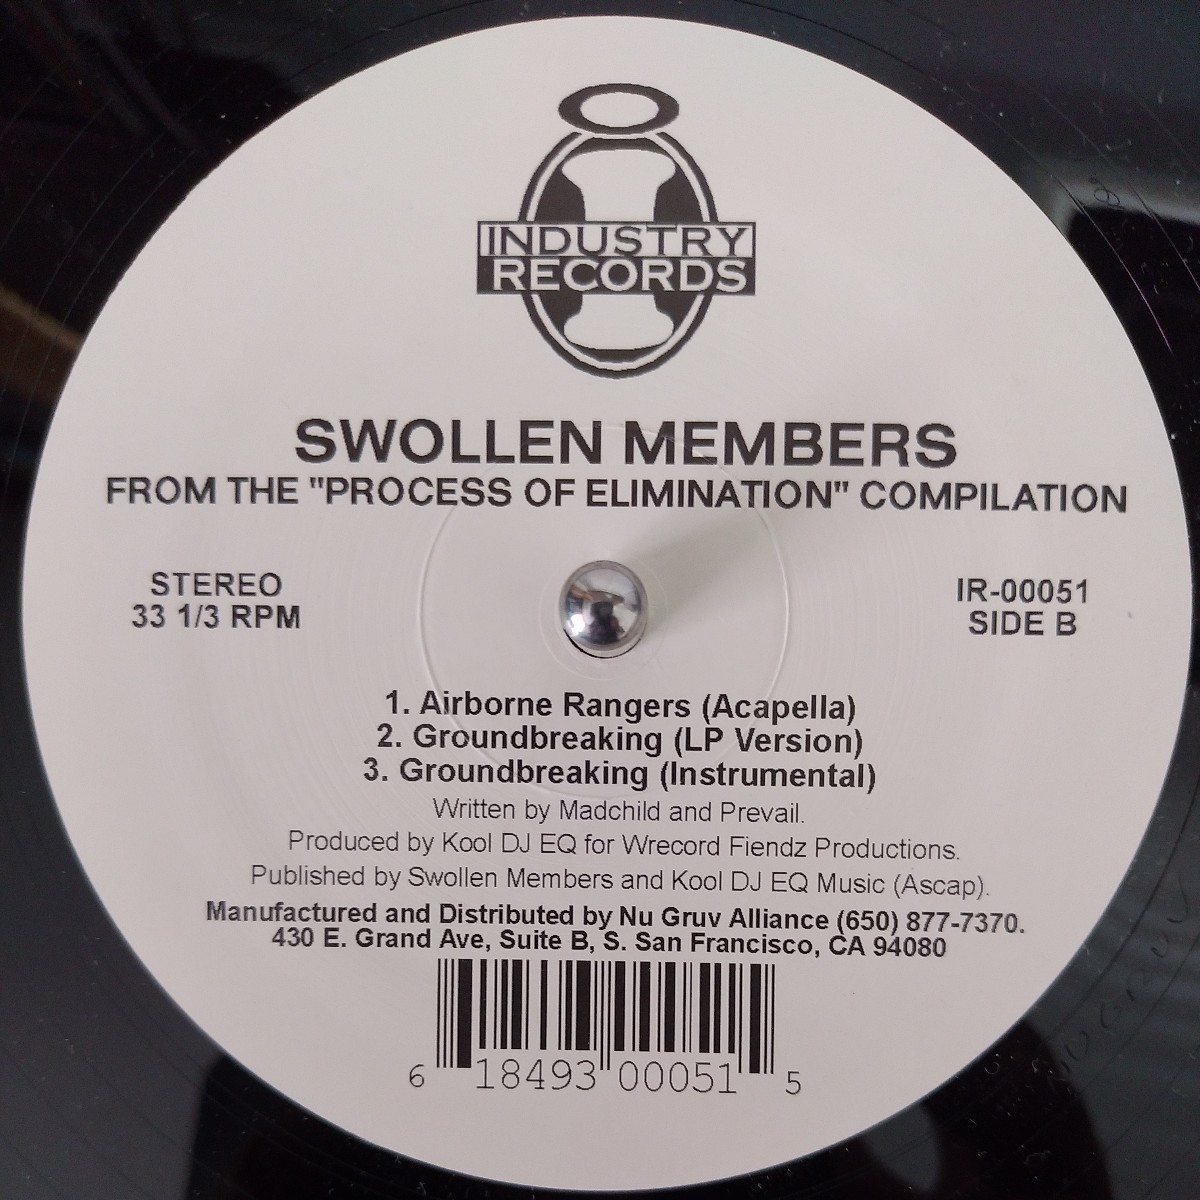 INDUSTRY
RECORDS
SWOLLEN MEMBERS
FROM THE "PROCESS OF ELIMINATION" COMPILATION
STEREO
33 1/3 RPM
IR-00051
SIDE B
1. Airborne Rangers (Acapella)
2. Groundbreaking (LP Version)
3. Groundbreaking (Instrumental)
Written by Madchild and Prevail.
Produced by Kool DJ EQ for Wrecord Fiendz Productions.
Published by Swollen Members and Kool DJ EQ Music (Ascap).
Manufactured and Distributed by Nu Gruv Alliance (650) 877-7370.
430 E. Grand Ave, Suite B, S. San Francisco, CA 94080
6 18493 00051 5